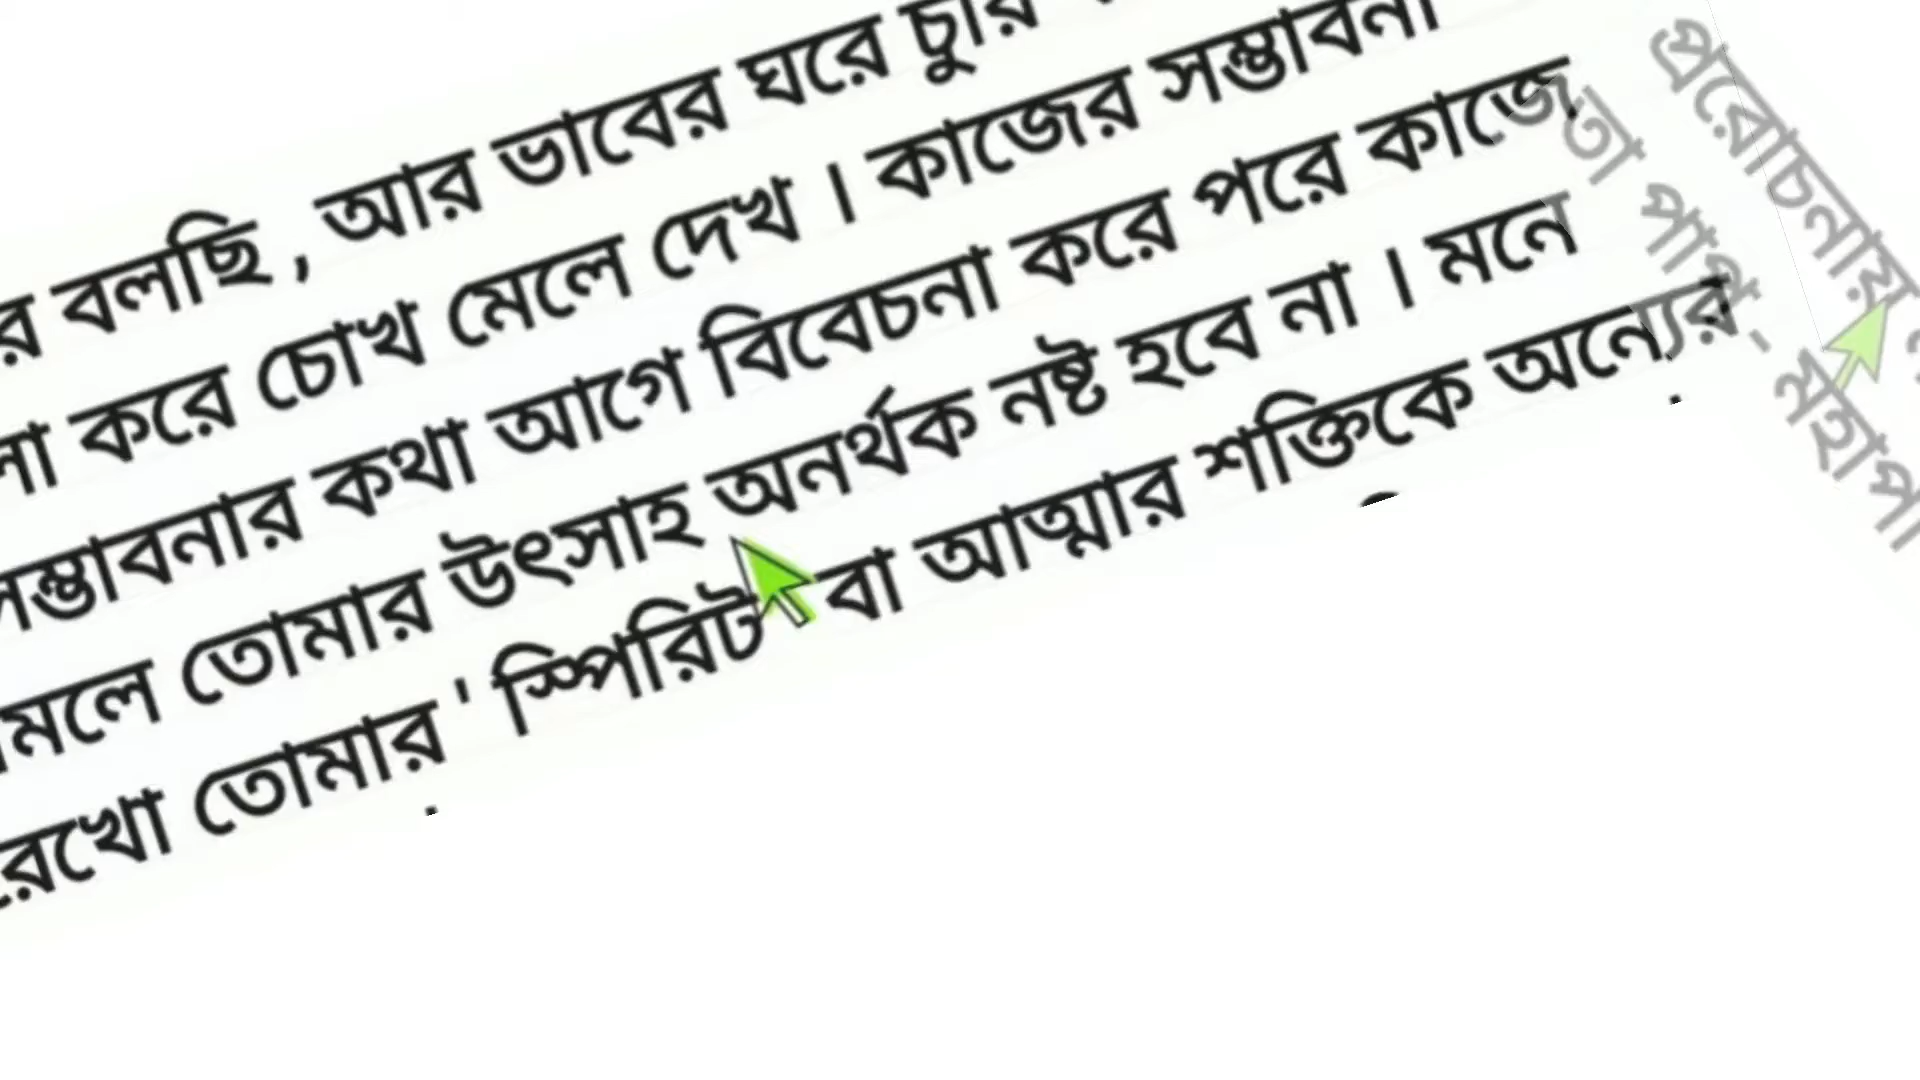 র বলছি, আর ভাবের ঘরে চুরি
করে চোখ মেলে দেখ । কাজের সম্ভাবনা
সম্ভাবনার কথা আগে বিবেচনা করে পরে কাজে
তোমার উৎসাহ অনর্থক নষ্ট হবে না । মনে
রেখো তোমার ' স্পিরিট বা আত্মার শক্তিকে অন্যের
প্ররোচনায়
তা পাপ - মহাপা